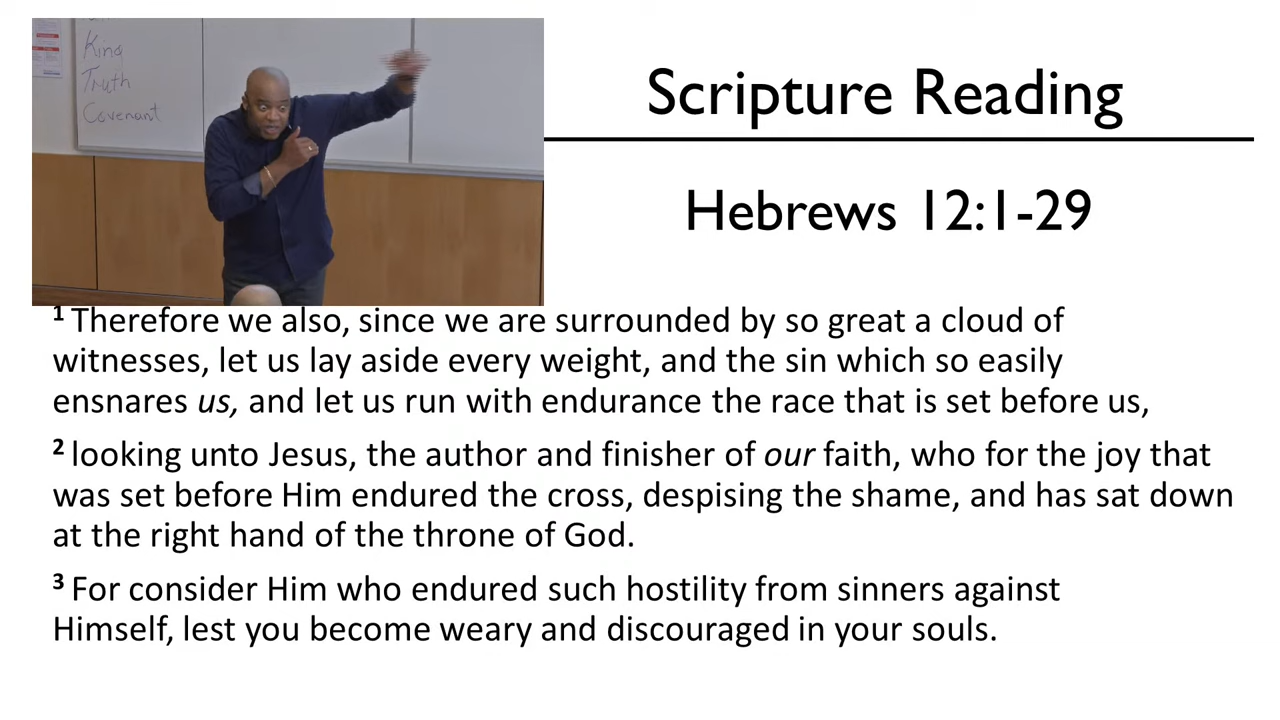 King
Truth
Covenant
Scripture Reading
Hebrews 12:1-29
1 Therefore we also, since we are surrounded by so great a cloud of
witnesses, let us lay aside every weight, and the sin which so easily
ensnares us, and let us run with endurance the race that is set before us,
2 looking unto Jesus, the author and finisher of our faith, who for the joy that
was set before Him endured the cross, despising the shame, and has sat down
at the right hand of the throne of God.
3 For consider Him who endured such hostility from sinners against
Himself, lest you become weary and discouraged in your souls.